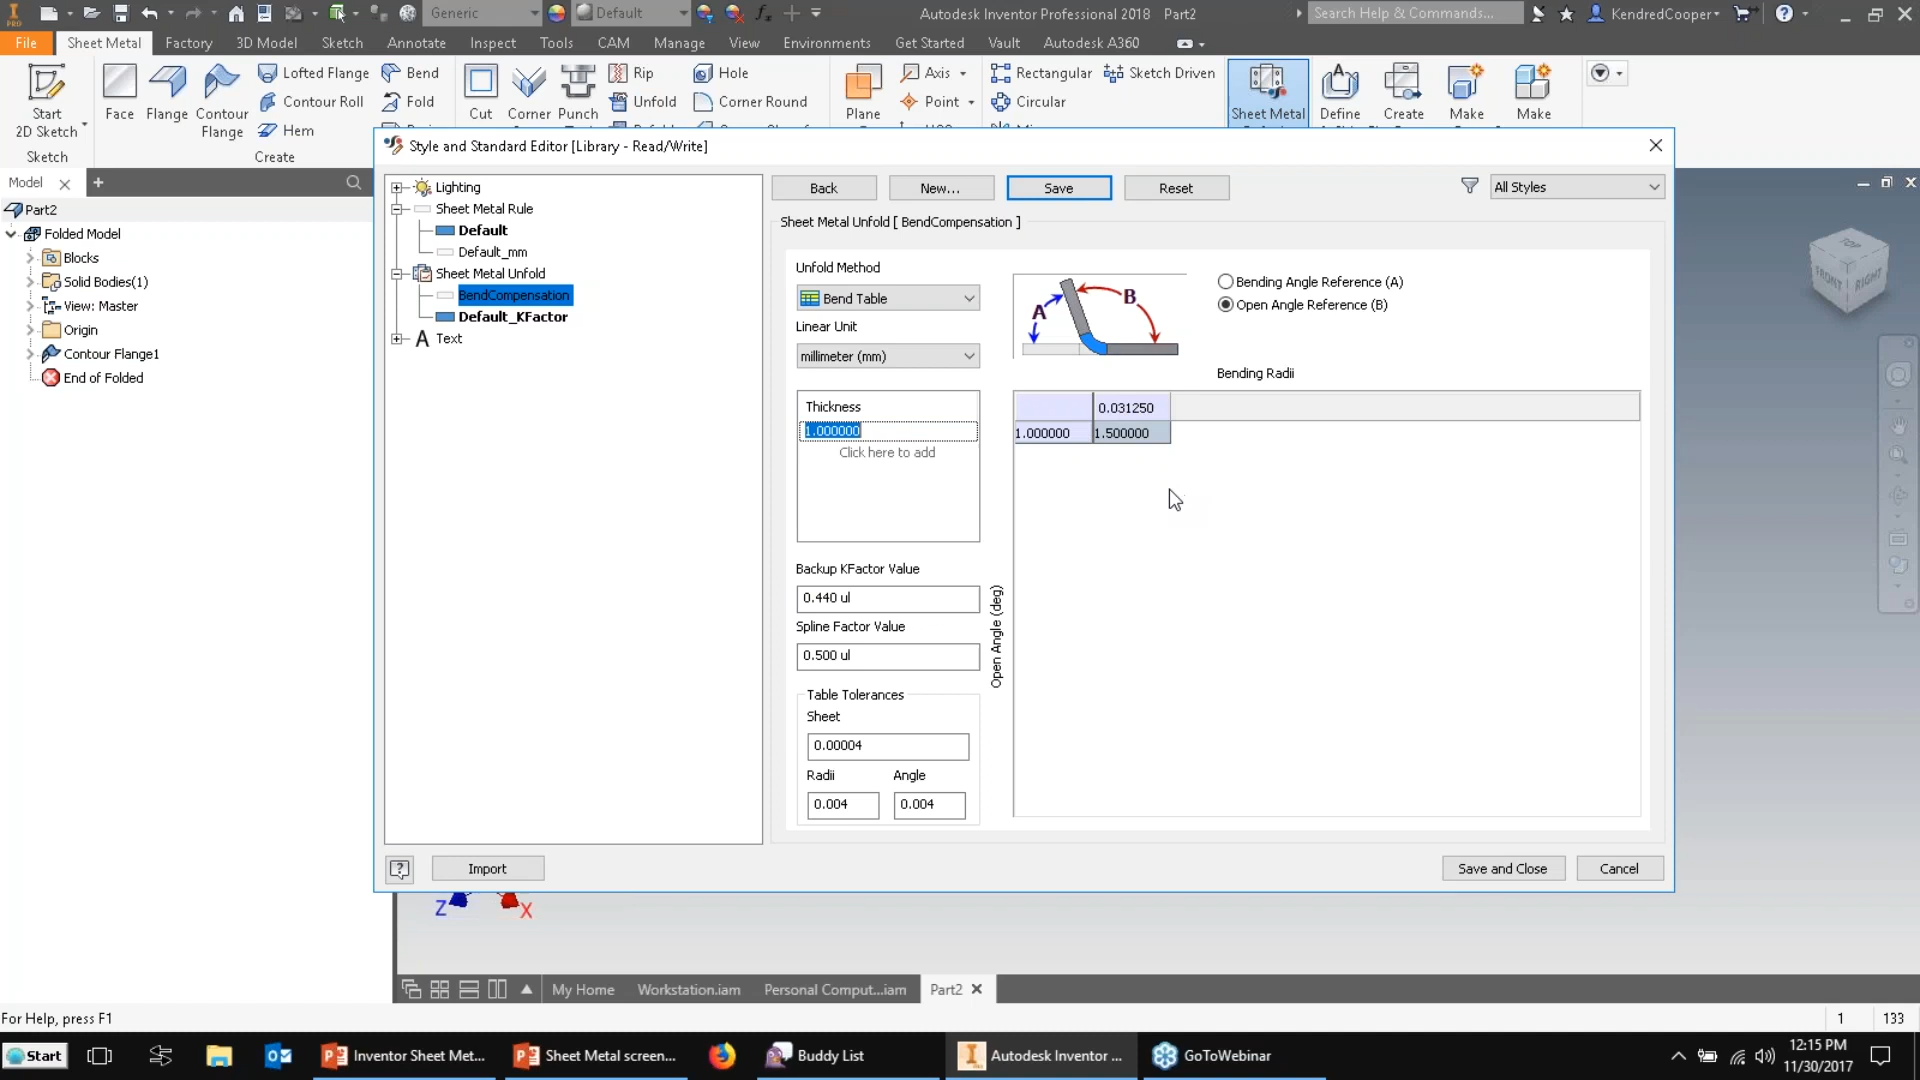 PRO
Generic
Default
Autodesk Inventor Professional 2018 Part2
Search Help & Commands...
KendredCooper
File
Sheet Metal
Factory
3D Model
Sketch
Annotate
Inspect
Tools
CAM
Manage
View
Environments
Get Started
Vault
Autodesk A360
Lofted Flange
Bend
Rip
Hole
Axis
Rectangular
Sketch Driven
Contour Roll
Fold
Unfold
Corner Round
Point
Circular
Start
2D Sketch
Face
Flange
Contour
Flange
Hem
Cut
Corner
Punch
Plane
Sheet Metal
Define
Create
Make
Make
Sketch
Create
Model
Part2
Folded Model
Blocks
Solid Bodies(1)
View: Master
Origin
Contour Flange1
End of Folded
Style and Standard Editor [Library - Read/Write]
Lighting
Sheet Metal Rule
Default
Default_mm
Sheet Metal Unfold
BendCompensation
Default_KFactor
A Text
Back
New...
Save
Reset
All Styles
Sheet Metal Unfold [ BendCompensation ]
Unfold Method
Bend Table
Linear Unit
millimeter (mm)
A
B
Bending Angle Reference (A)
Open Angle Reference (B)
Bending Radii
Thickness
1.000000
Click here to add
0.031250
1.000000 1.500000
Backup KFactor Value
0.440 ul
Spline Factor Value
0.500 ul
Open Angle (deg)
Table Tolerances
Sheet
0.00004
Radii
Angle
0.004
0.004
Import
Save and Close
Cancel
TOP
FRONT
RIGHT
Z
X
My Home
Workstation.iam
Personal Comput...iam
Part2
For Help, press F1
1
133
Start
Inventor Sheet Met...
Sheet Metal screen...
Buddy List
Autodesk Inventor ...
GoToWebinar
12:15 PM
11/30/2017